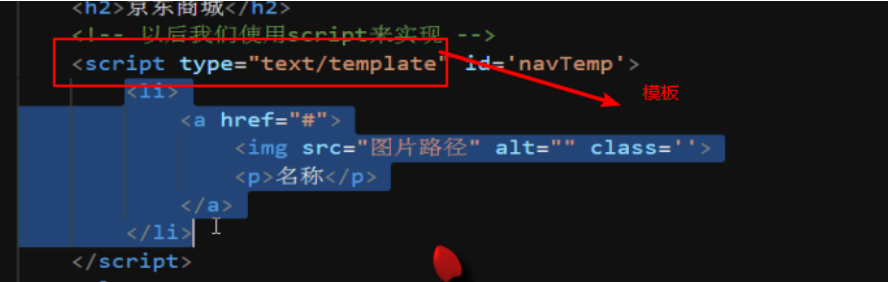 <h2>京东商城</h2>
<!-- 以后我们使用script来实现 -->
<script type="text/template" id='navTemp'>
模板
<li>
<a href="#">
<img src="图片路径" alt="" class=''>
<p>名称</p>
</a>
</li>
</script>